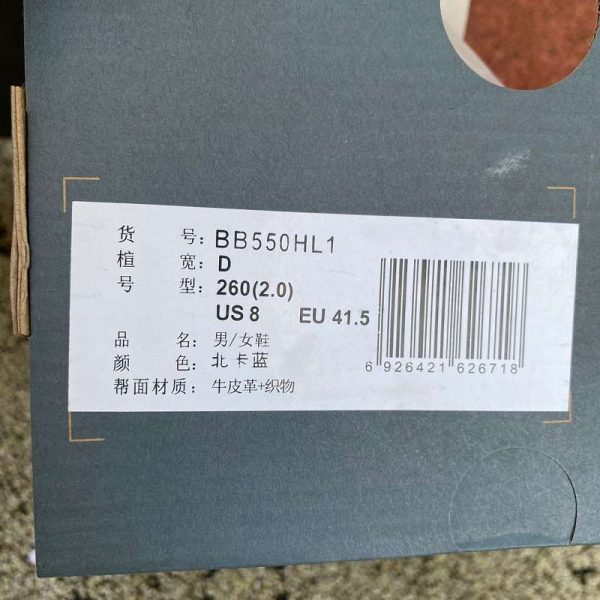 货 号: BB550HL1
楦 宽: D
号 型: 260(2.0)
US 8 EU 41.5
品 名: 男/女鞋
颜 色: 北卡蓝
帮面材质: 牛皮革+织物
6 926421 626718